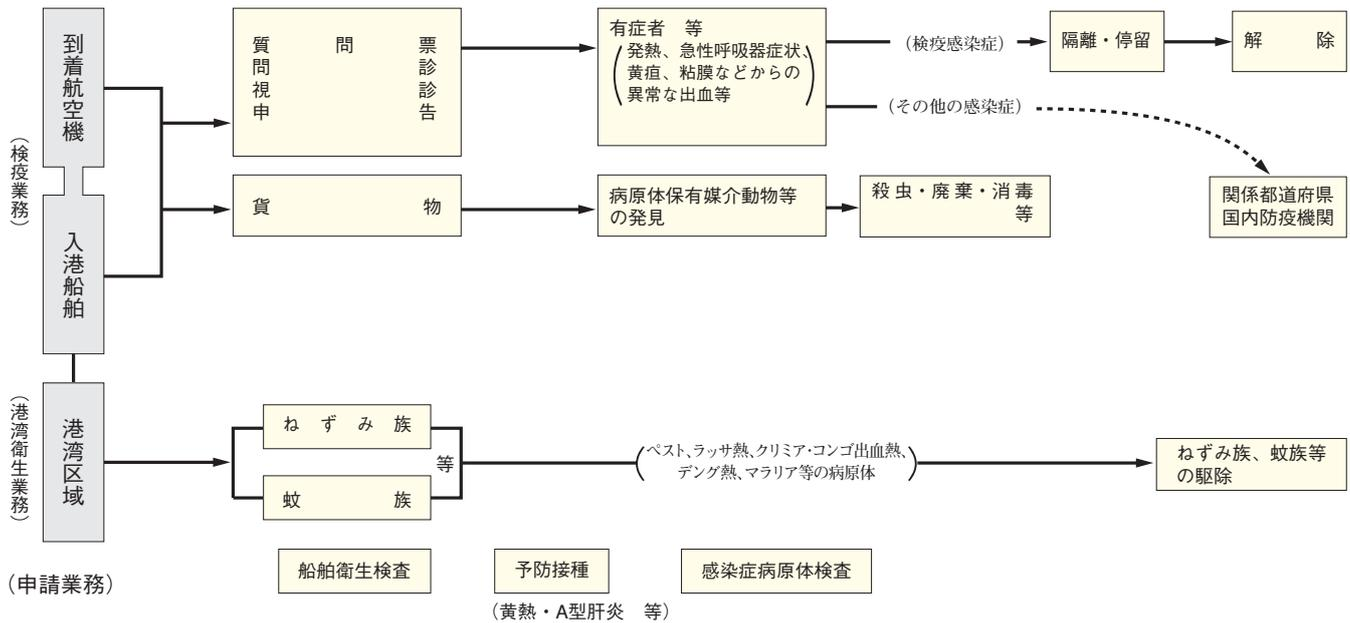 (検疫業務)
到着航空機
入港船舶
質問票
問診
視診
申告
有症者　等
(発熱、急性呼吸器症状、
黄疸、粘膜などからの
異常な出血等)
(検疫感染症)
隔離・停留
解除
(その他の感染症)
関係都道府県
国内防疫機関
貨物
病原体保有媒介動物等
の発見
殺虫・廃棄・消毒
等
(港湾衛生業務)
港湾区域
ねずみ族
蚊族
等
(ペスト、ラッサ熱、クリミア・コンゴ出血熱、
デング熱、マラリア等の病原体)
ねずみ族、蚊族等
の駆除
(申請業務)
船舶衛生検査
予防接種
(黄熱・A型肝炎　等)
感染症病原体検査